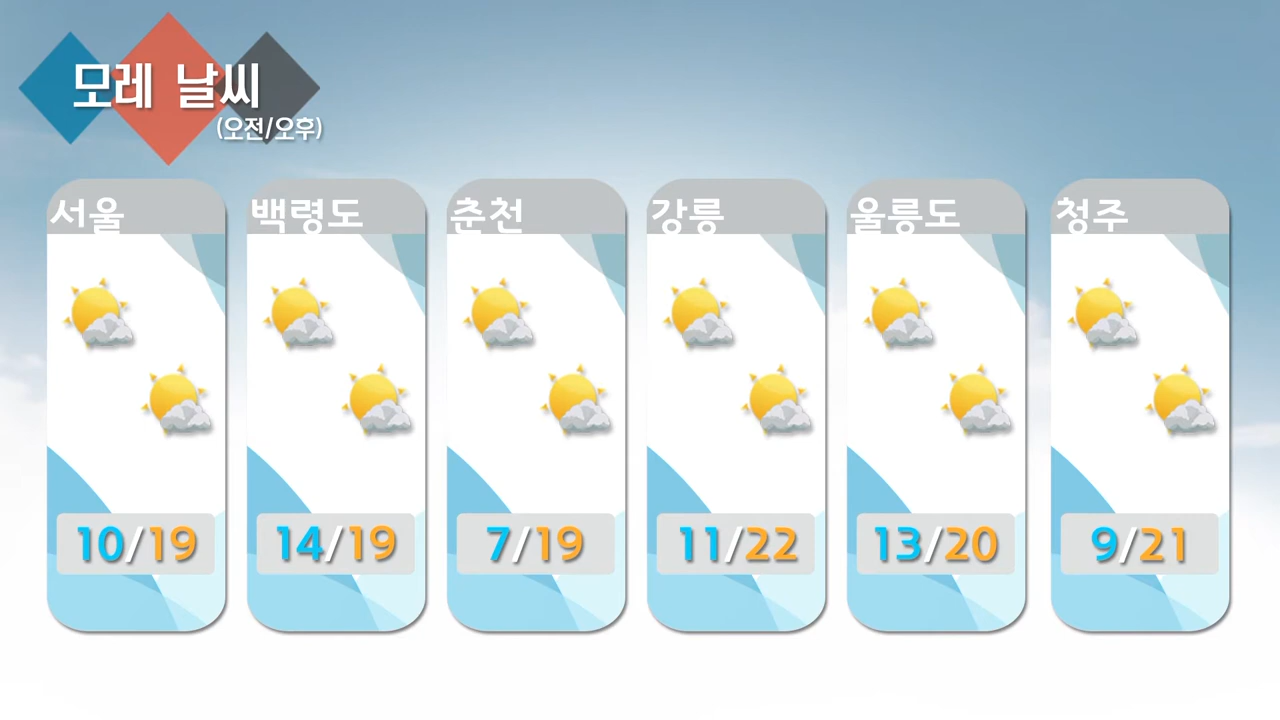 모레 날씨
(오전/오후)
서울
백령도
춘천
강릉
울릉도
청주
10/19
14/19
7/19
11/22
13/20
9/21